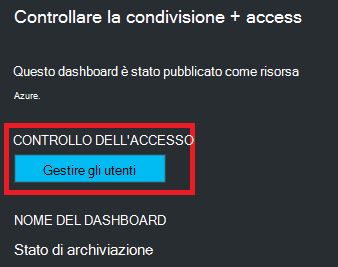 Controllare la condivisione + access
Questo dashboard è stato pubblicato come risorsa
Azure.
CONTROLLO DELL'ACCESSO
Gestire gli utenti
NOME DEL DASHBOARD
Stato di archiviazione